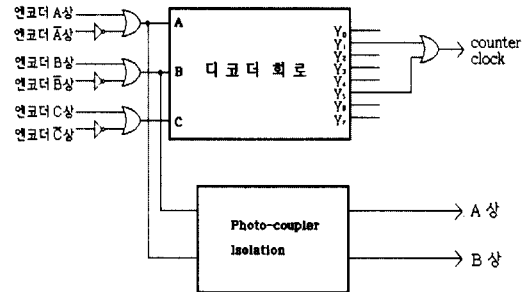 엔코더 A상
엔코더 A̅상
엔코더 B상
엔코더 B̅상
엔코더 C상
엔코더 C̅상
A
B
C
디 코 더 회 로
Y₀
Y₁
Y₂
Y₃
Y₄
Y₅
Y₆
Y₇
counter
clock
Photo-coupler
Isolation
A 상
B 상